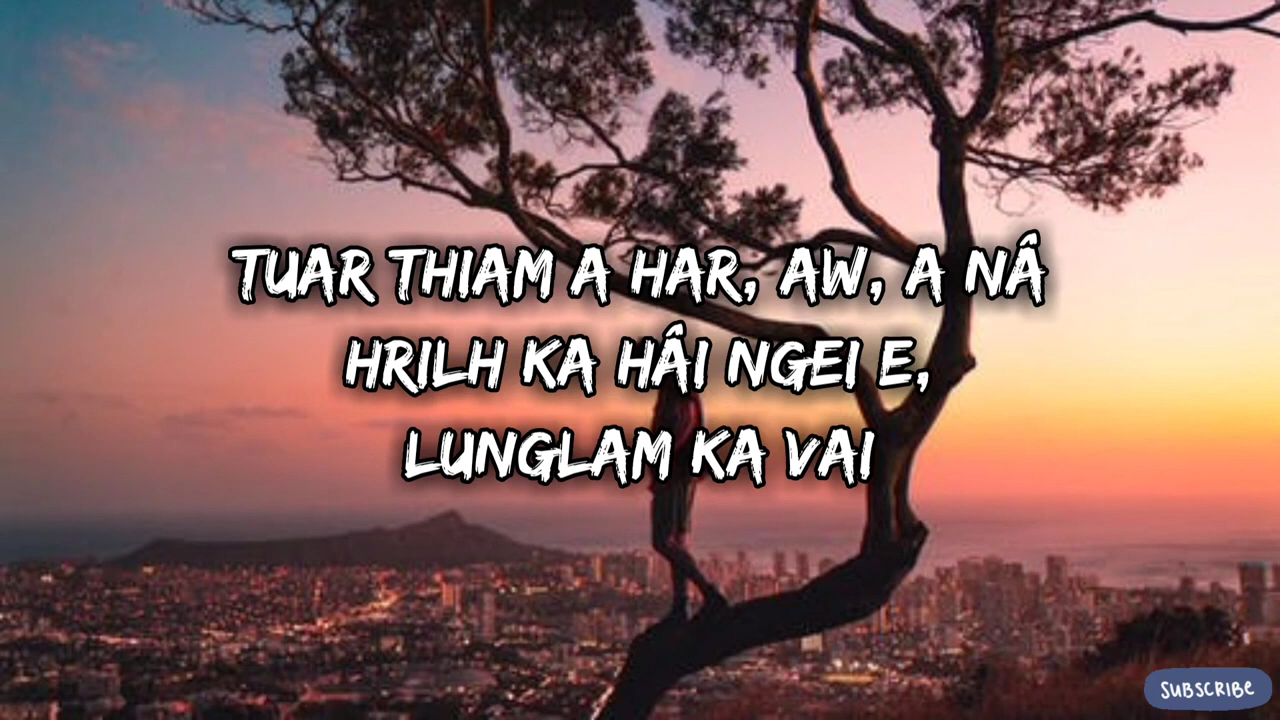 TUAR THIAM A HAR, AW, A NÂ
HRILH KA HÂI NGEI E,
LUNGLAM KA VAI
SUBSCRIBE